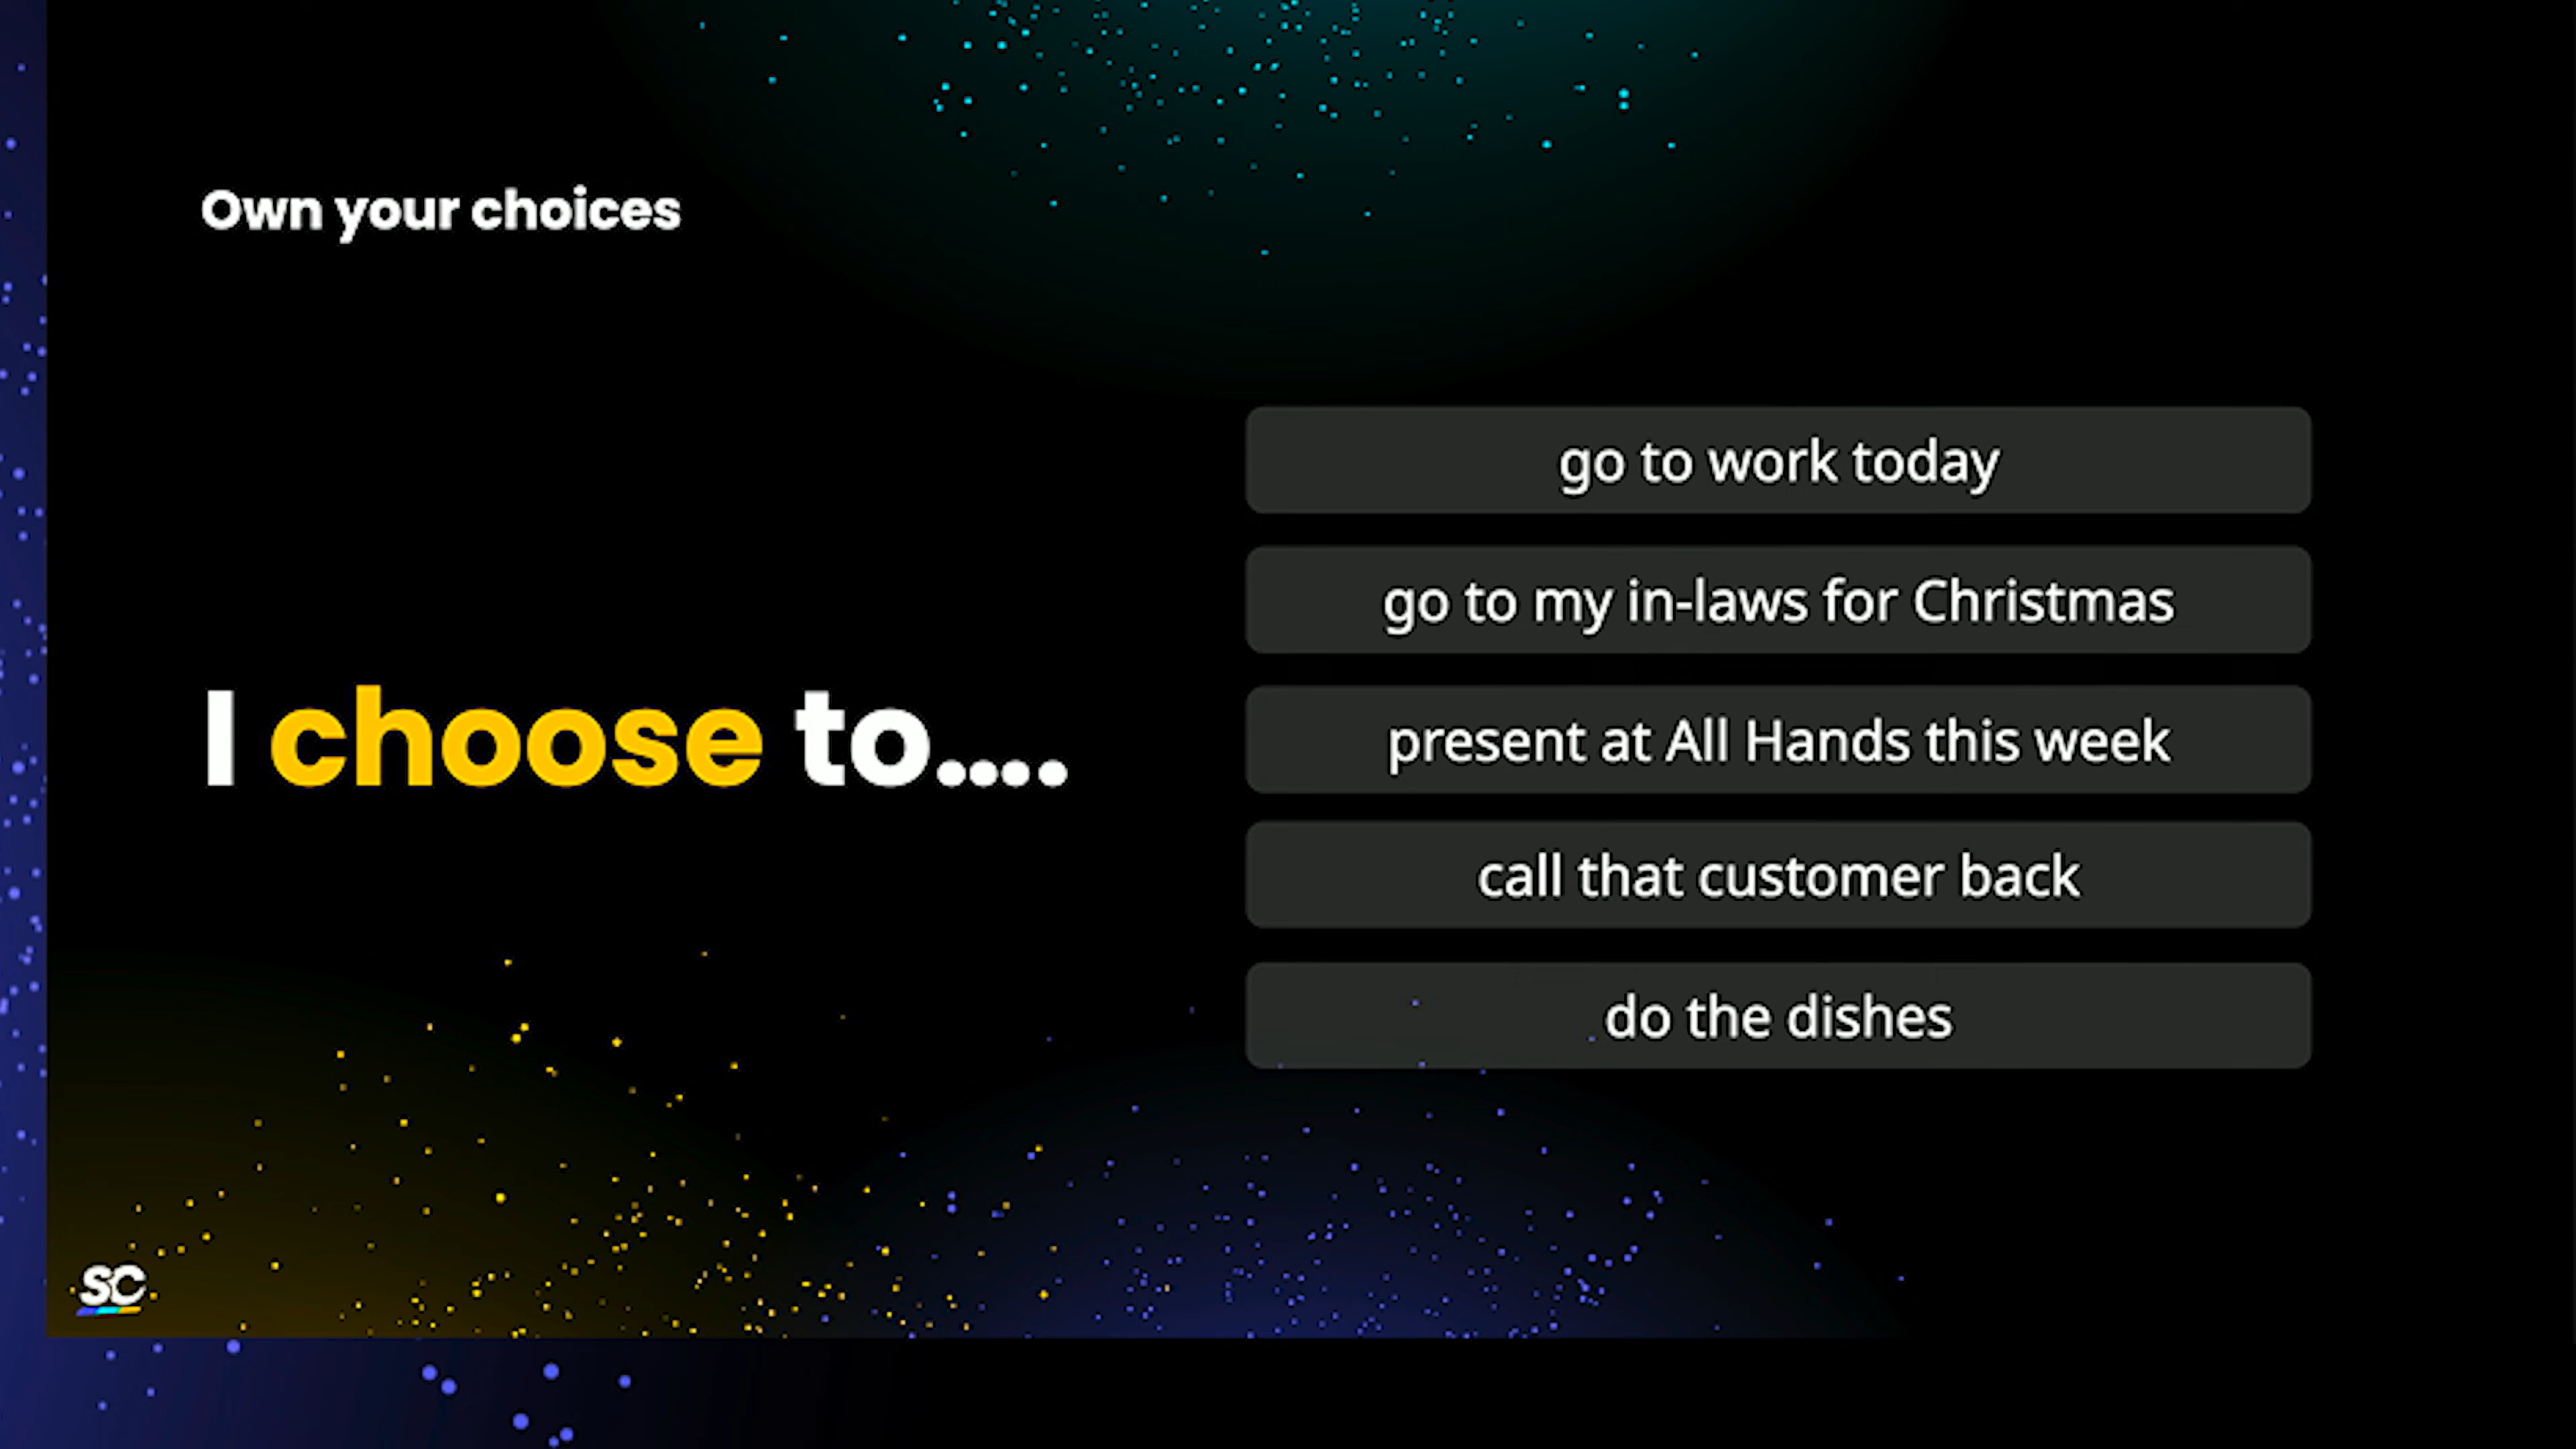 Own your choices
I choose to....
go to work today
go to my in-laws for Christmas
present at All Hands this week
call that customer back
do the dishes
SC